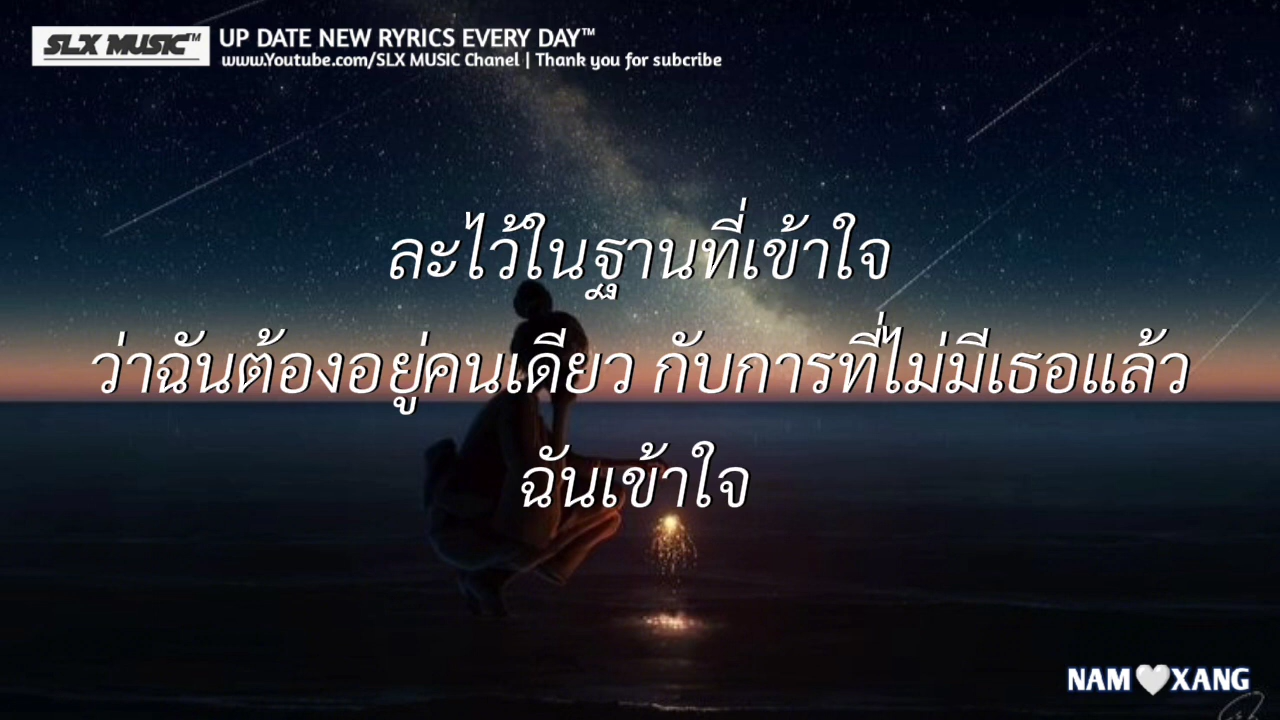 SLX MUSIC™ UP DATE NEW RYRICS EVERY DAY™
www.Youtube.com/SLX MUSIC Chanel | Thank you for subcribe
ละไว้ในฐานที่เข้าใจ
ว่าฉันต้องอยู่คนเดียว กับการที่ไม่มีเธอแล้ว
ฉันเข้าใจ
NAM🤍XANG